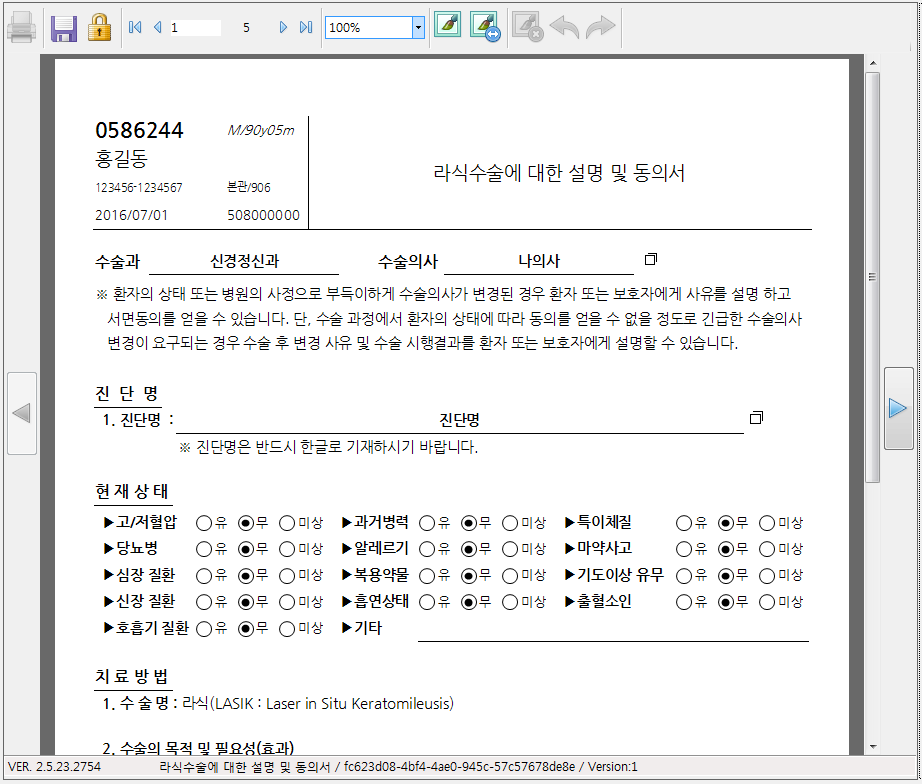 1 5 100%
0586244 M/90y05m
홍길동
라식수술에 대한 설명 및 동의서
123456-1234567 본관/906
2016/07/01 508000000
수술과 신경정신과 수술의사 나의사
※ 환자의 상태 또는 병원의 사정으로 부득이하게 수술의사가 변경된 경우 환자 또는 보호자에게 사유를 설명 하고
서면동의를 얻을 수 있습니다. 단, 수술 과정에서 환자의 상태에 따라 동의를 얻을 수 없을 정도로 긴급한 수술의사
변경이 요구되는 경우 수술 후 변경 사유 및 수술 시행결과를 환자 또는 보호자에게 설명할 수 있습니다.
진 단 명
1. 진단명 : 진단명
※ 진단명은 반드시 한글로 기재하시기 바랍니다.
현 재 상 태
▶고/저혈압 ○유 ◉무 ○미상 ▶과거병력 ○유 ◉무 ○미상 ▶특이체질 ○유 ◉무 ○미상
▶당뇨병 ○유 ◉무 ○미상 ▶알레르기 ○유 ◉무 ○미상 ▶마약사고 ○유 ◉무 ○미상
▶심장 질환 ○유 ◉무 ○미상 ▶복용약물 ○유 ◉무 ○미상 ▶기도이상 유무 ○유 ◉무 ○미상
▶신장 질환 ○유 ◉무 ○미상 ▶흡연상태 ○유 ◉무 ○미상 ▶출혈소인 ○유 ◉무 ○미상
▶호흡기 질환 ○유 ◉무 ○미상 ▶기타
치 료 방 법
1. 수 술 명 : 라식(LASIK : Laser in Situ Keratomileusis)
2. 수술의 목적 및 필요성(효과)
VER. 2.5.23.2754 라식수술에 대한 설명 및 동의서 / fc623d08-4bf4-4ae0-945c-57c57678de8e / Version:1